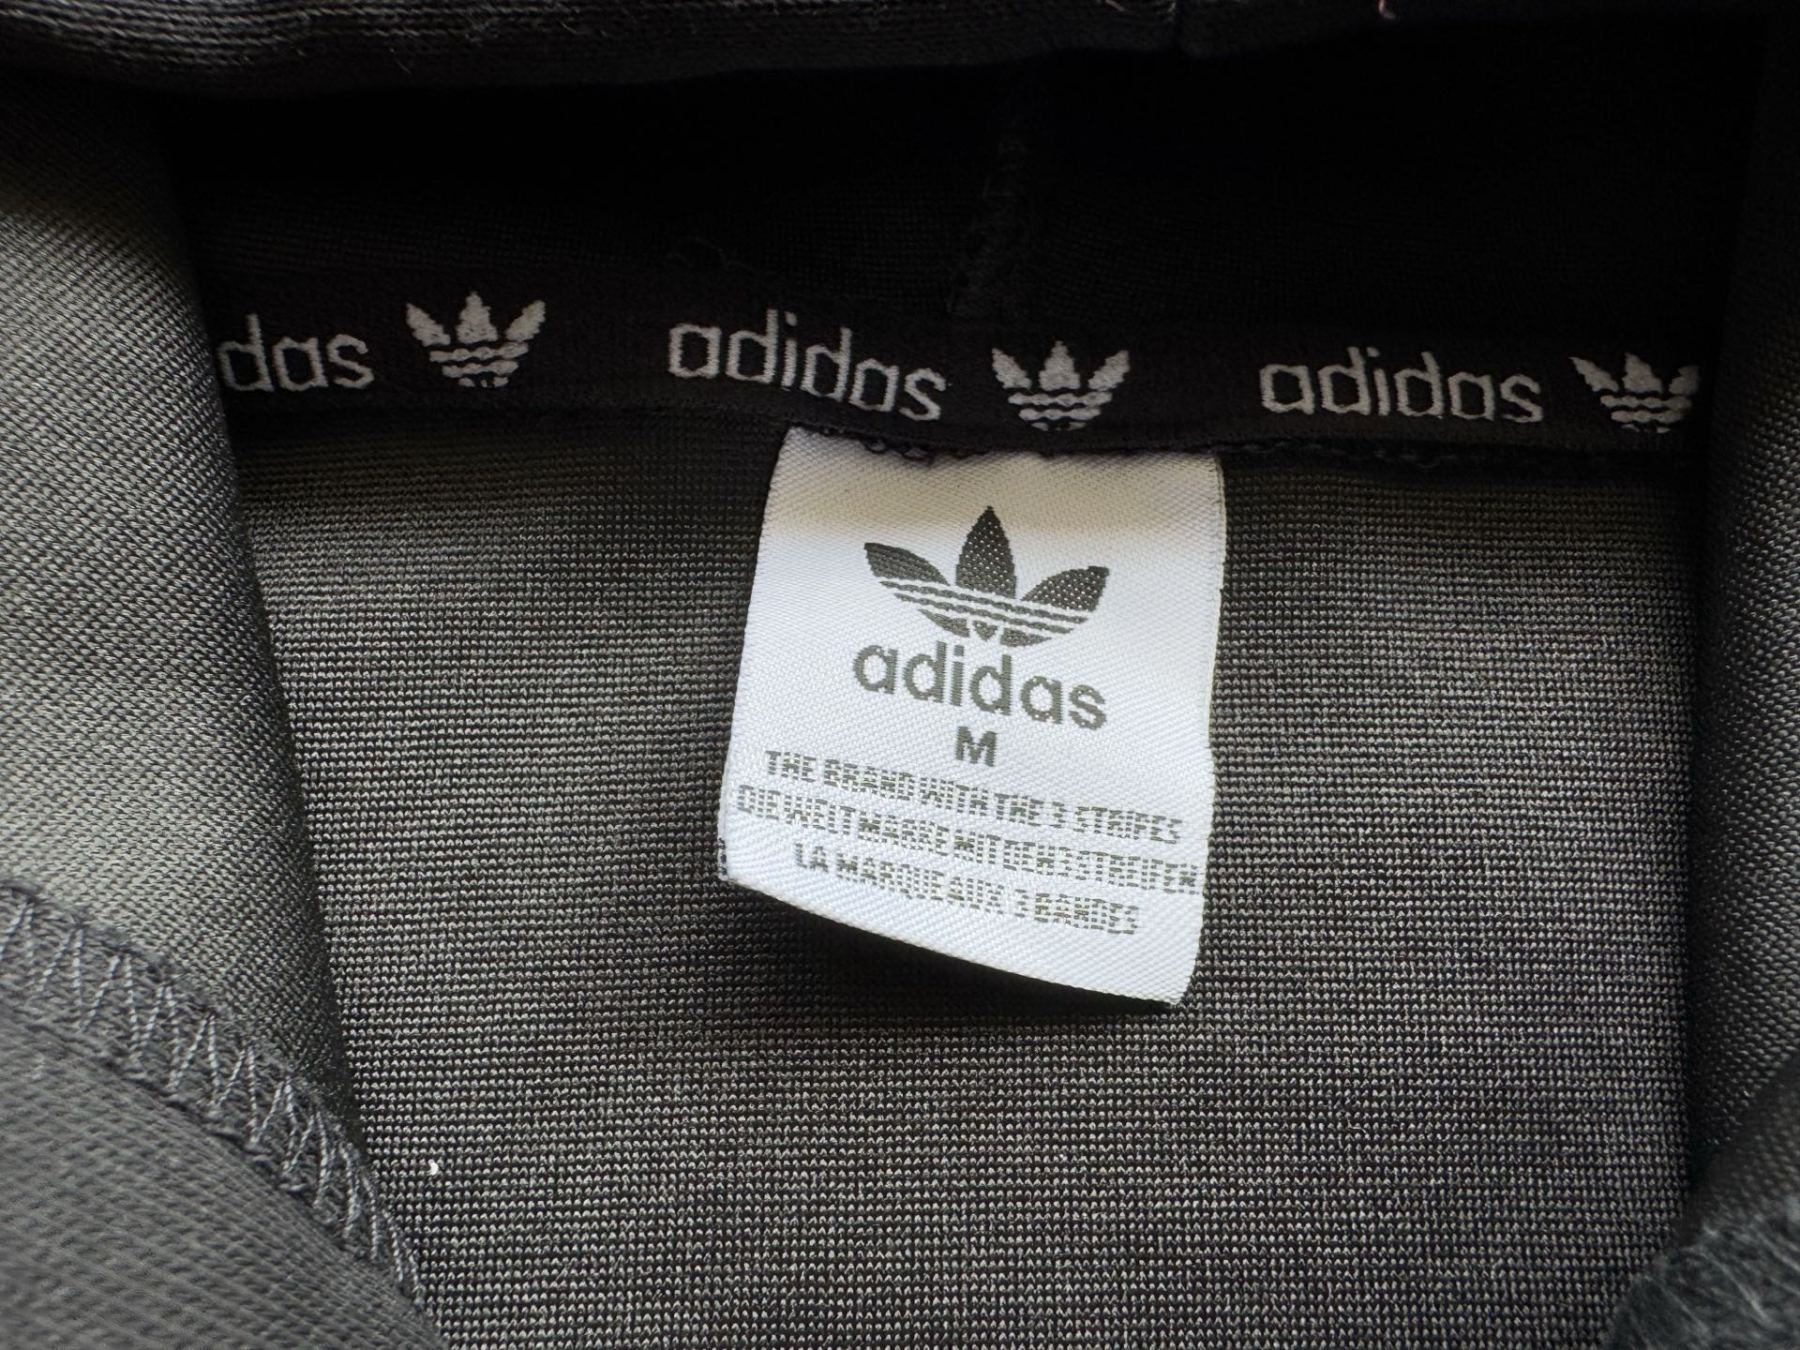 das adidas adidas
adidas
M
THE BRAND WITH THE 3 STRIPES
DIE WELTMARKE MIT DEN 3 STREIFEN
LA MARQUE AUX 3 BANDES